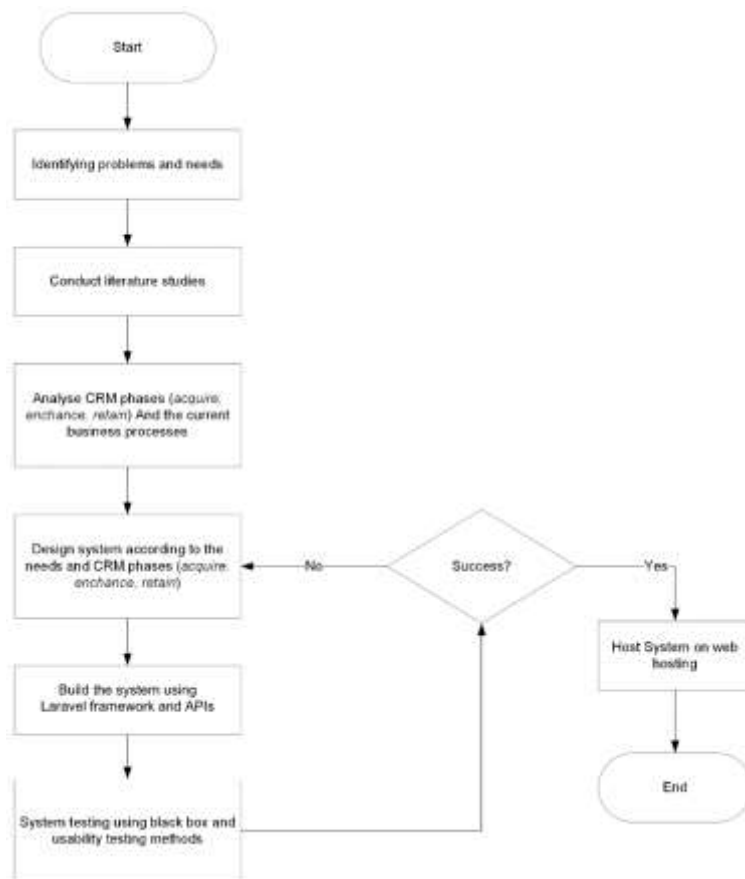 Start
Identifying problems and needs
Conduct literature studies
Analyse CRM phases (acquire,
enchance, retain) And the current
business processes
Design system according to the
needs and CRM phases (acquire,
enchance, retain)
No
Success?
Yes
Host System on web
hosting
Build the system using
Laravel framework and APIs
End
System testing using black box and
usability testing methods